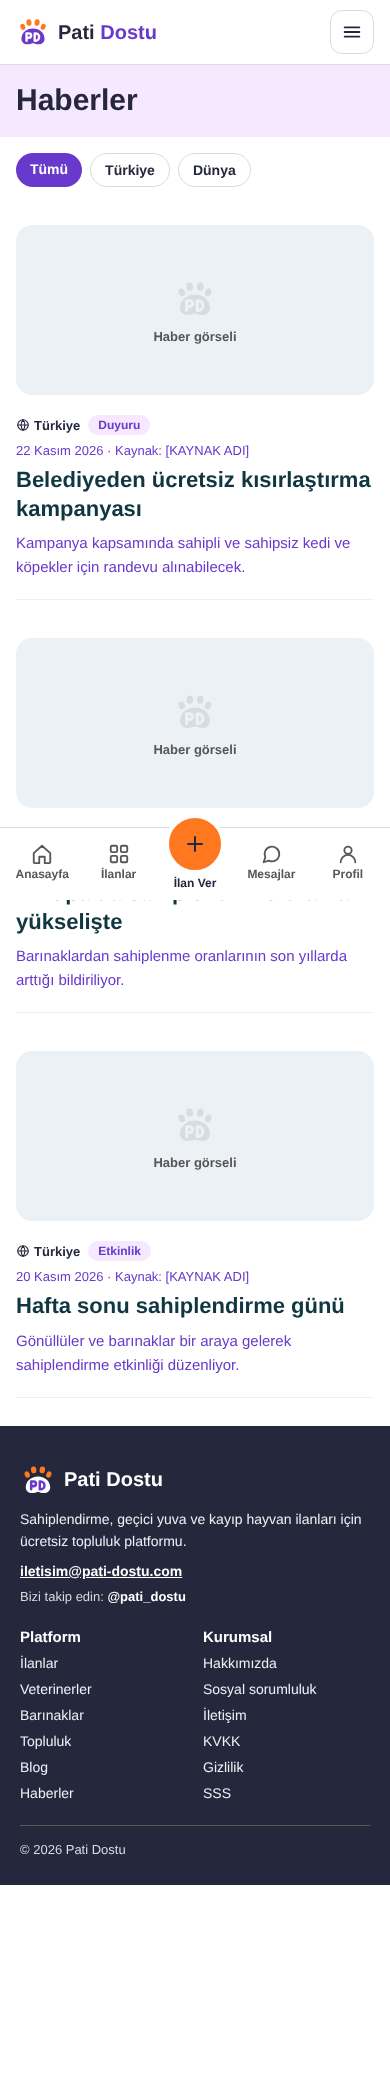 Pati Dostu
Haberler
Tümü
Türkiye
Dünya
Haber görseli
Türkiye Duyuru
22 Kasım 2026 · Kaynak: [KAYNAK ADI]
Belediyeden ücretsiz kısırlaştırma
kampanyası
Kampanya kapsamında sahipli ve sahipsiz kedi ve
köpekler için randevu alınabilecek.
Haber görseli
Anasayfa
İlanlar
İlan Ver
Mesajlar
Profil
yükselişte
Barınaklardan sahiplenme oranlarının son yıllarda
arttığı bildiriliyor.
Haber görseli
Türkiye Etkinlik
20 Kasım 2026 · Kaynak: [KAYNAK ADI]
Hafta sonu sahiplendirme günü
Gönüllüler ve barınaklar bir araya gelerek
sahiplendirme etkinliği düzenliyor.
Pati Dostu
Sahiplendirme, geçici yuva ve kayıp hayvan ilanları için
ücretsiz topluluk platformu.
iletisim@pati-dostu.com
Bizi takip edin: @pati_dostu
Platform
İlanlar
Veterinerler
Barınaklar
Topluluk
Blog
Haberler
Kurumsal
Hakkımızda
Sosyal sorumluluk
İletişim
KVKK
Gizlilik
SSS
© 2026 Pati Dostu